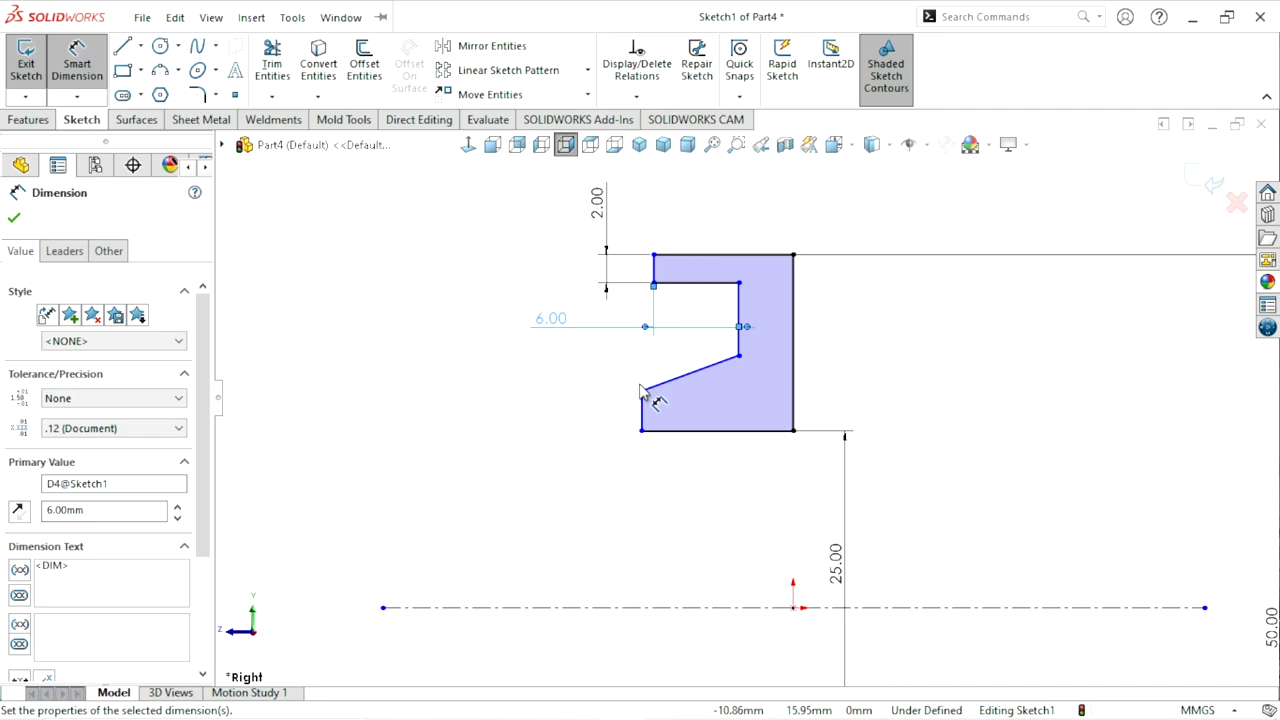 SOLIDWORKS
File
Edit
View
Insert
Tools
Window
Sketch1 of Part4 *
Search Commands
Exit Sketch
Smart Dimension
Trim Entities
Convert Entities
Offset Entities
Offset On Surface
Mirror Entities
Linear Sketch Pattern
Move Entities
Display/Delete Relations
Repair Sketch
Quick Snaps
Rapid Sketch
Instant2D
Shaded Sketch Contours
Features
Sketch
Surfaces
Sheet Metal
Weldments
Mold Tools
Direct Editing
Evaluate
SOLIDWORKS Add-Ins
SOLIDWORKS CAM
Part4 (Default) <<Default...
Dimension
Value
Leaders
Other
Style
<NONE>
Tolerance/Precision
None
.12 (Document)
Primary Value
D4@Sketch1
6.00mm
Dimension Text
<DIM>
2.00
6.00
25.00
50.00
Y
Z
*Right
Model
3D Views
Motion Study 1
Set the properties of the selected dimension(s).
-10.86mm
15.95mm
0mm
Under Defined
Editing Sketch1
MMGS